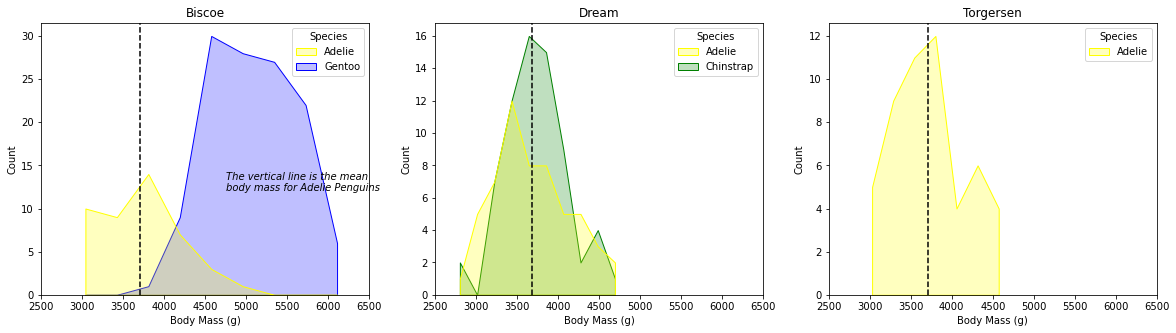 Biscoe
Count
30
25
20
15
10
5
0
2500 3000 3500 4000 4500 5000 5500 6000 6500
Species
Adelie
Gentoo
The vertical line is the mean
body mass for Adelie Penguins
Body Mass (g)
Dream
Count
16
14
12
10
8
6
4
2
0
2500 3000 3500 4000 4500 5000 5500 6000 6500
Species
Adelie
Chinstrap
Body Mass (g)
Torgersen
Count
12
10
8
6
4
2
0
2500 3000 3500 4000 4500 5000 5500 6000 6500
Species
Adelie
Body Mass (g)